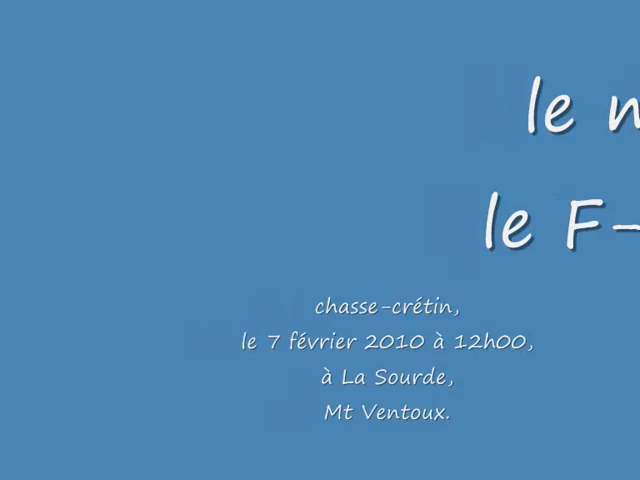 le
le F-
chasse-crétin,
le 7 février 2010 à 12h00,
à La Sourde,
Mt Ventoux.